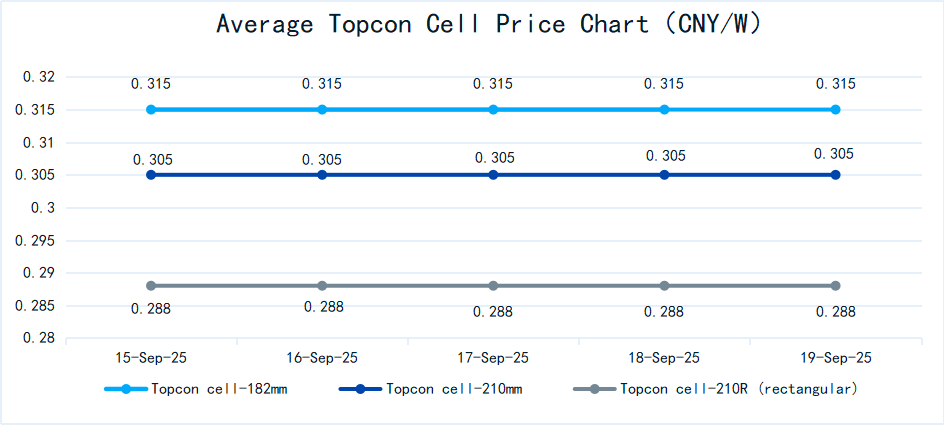 Average Topcon Cell Price Chart (CNY/W)
0.32
0.315 0.315 0.315 0.315 0.315
0.315
0.31
0.305 0.305 0.305 0.305 0.305
0.305
0.3
0.295
0.29
0.285
0.288 0.288 0.288 0.288 0.288
0.28
15-Sep-25 16-Sep-25 17-Sep-25 18-Sep-25 19-Sep-25
Topcon cell-182mm Topcon cell-210mm Topcon cell-210R (rectangular)